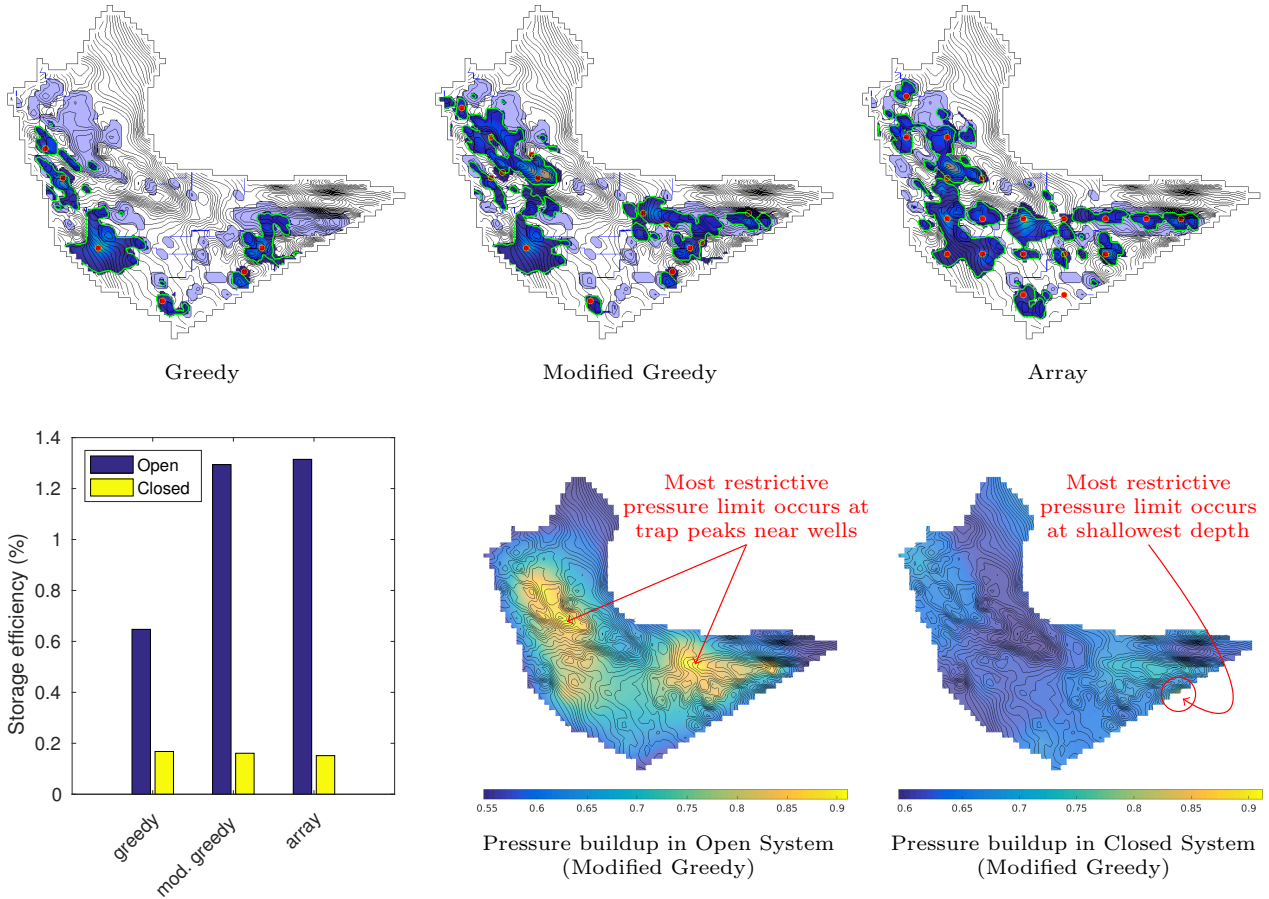 Greedy
Modified Greedy
Array
Storage efficiency (%)
1.4
1.2
1
0.8
0.6
0.4
0.2
0
Open
Closed
greedy
mod. greedy
array
Most restrictive
pressure limit occurs at
trap peaks near wells
0.55 0.6 0.65 0.7 0.75 0.8 0.85 0.9
Pressure buildup in Open System
(Modified Greedy)
Most restrictive
pressure limit occurs
at shallowest depth
0.6 0.65 0.7 0.75 0.8 0.85 0.9
Pressure buildup in Closed System
(Modified Greedy)